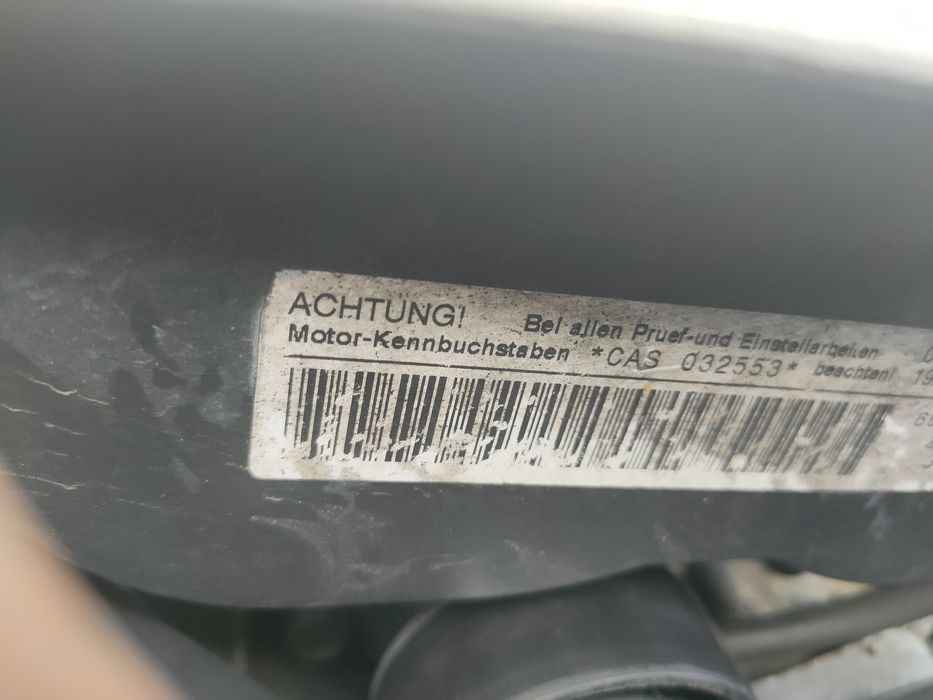 ACHTUNG! Bei allen Pruef-und Einstellarbeiten
Motor-Kennbuchstaben *CAS 032553* beachten!